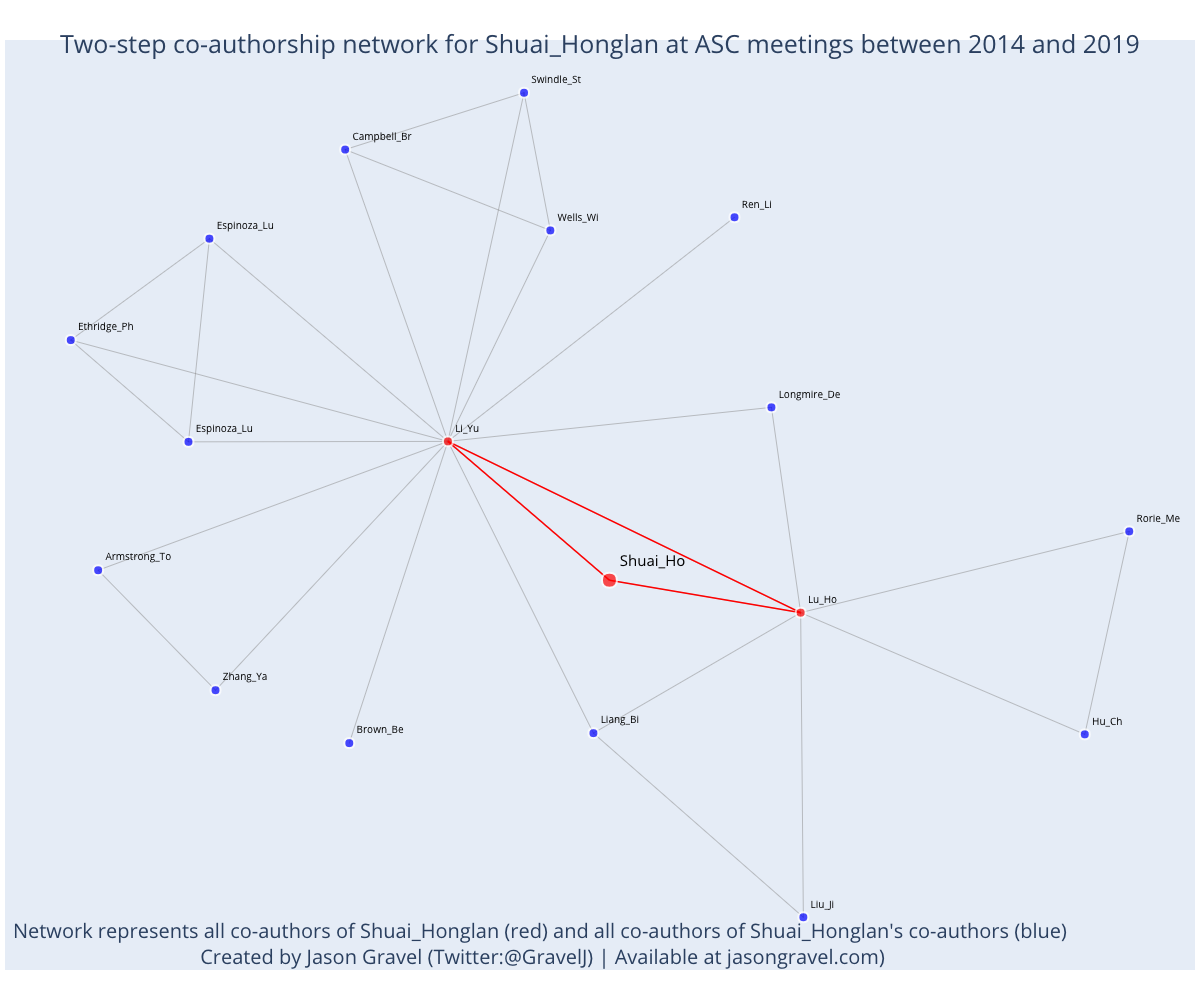 Two-step co-authorship network for Shuai_Honglan at ASC meetings between 2014 and 2019
Swindle_St
Campbell_Br
Ren_Li
Wells_Wi
Espinoza_Lu
Ethridge_Ph
Longmire_De
Espinoza_Lu
Li_Yu
Rorie_Me
Armstrong_To
Shuai_Ho
Lu_Ho
Zhang_Ya
Liang_Bi
Hu_Ch
Brown_Be
Liu_Ji
Network represents all co-authors of Shuai_Honglan (red) and all co-authors of Shuai_Honglan's co-authors (blue)
Created by Jason Gravel (Twitter:@GravelJ) | Available at jasongravel.com)